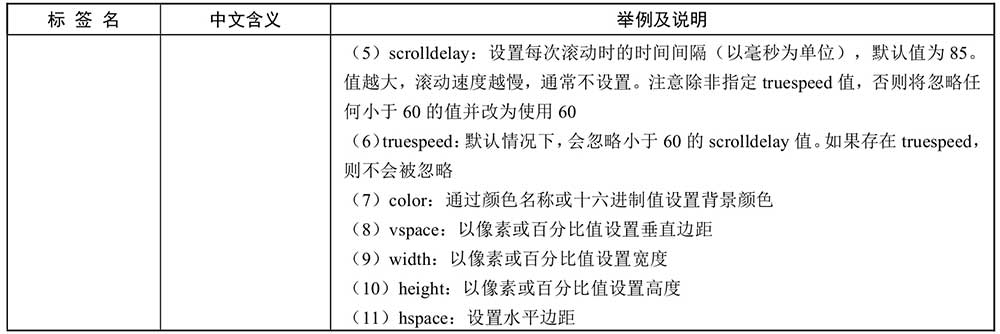 标 签 名 中文含义 举例及说明
（5）scrolldelay：设置每次滚动时的时间间隔（以毫秒为单位），默认值为 85。
值越大，滚动速度越慢，通常不设置。注意除非指定 truespeed 值，否则将忽略任
何小于 60 的值并改为使用 60
（6）truespeed：默认情况下，会忽略小于 60 的 scrolldelay 值。如果存在 truespeed，
则不会被忽略
（7）color：通过颜色名称或十六进制值设置背景颜色
（8）vspace：以像素或百分比值设置垂直边距
（9）width：以像素或百分比值设置宽度
（10）height：以像素或百分比值设置高度
（11）hspace：设置水平边距